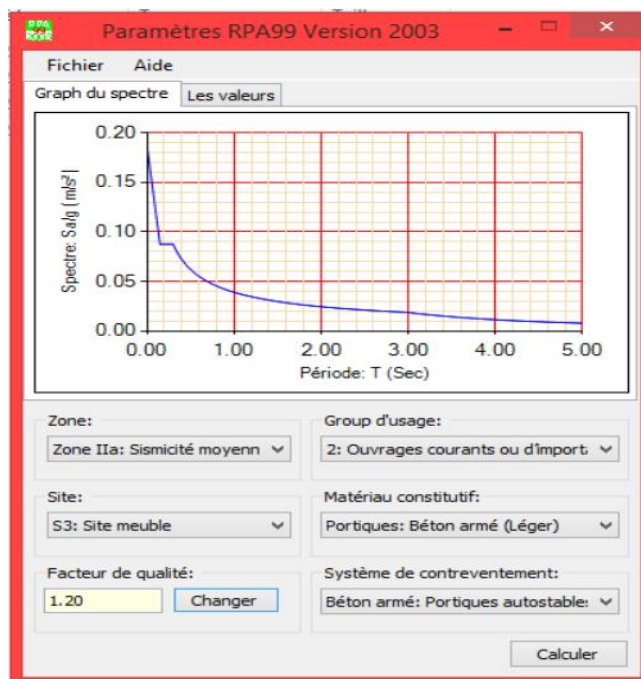 Paramètres RPA99 Version 2003
Fichier Aide
Graph du spectre Les valeurs
Spectre: Sa/g [ m/s²]
0.20
0.15
0.10
0.05
0.00
0.00 1.00 2.00 3.00 4.00 5.00
Période: T (Sec)
Zone: Group d'usage:
Zone IIa: Sismicité moyenn 2: Ouvrages courants ou d'import
Site: Matériau constitutif:
S3: Site meuble Portiques: Béton armé (Léger)
Facteur de qualité: Système de contreventement:
1.20 Changer Béton armé: Portiques autostable
Calculer